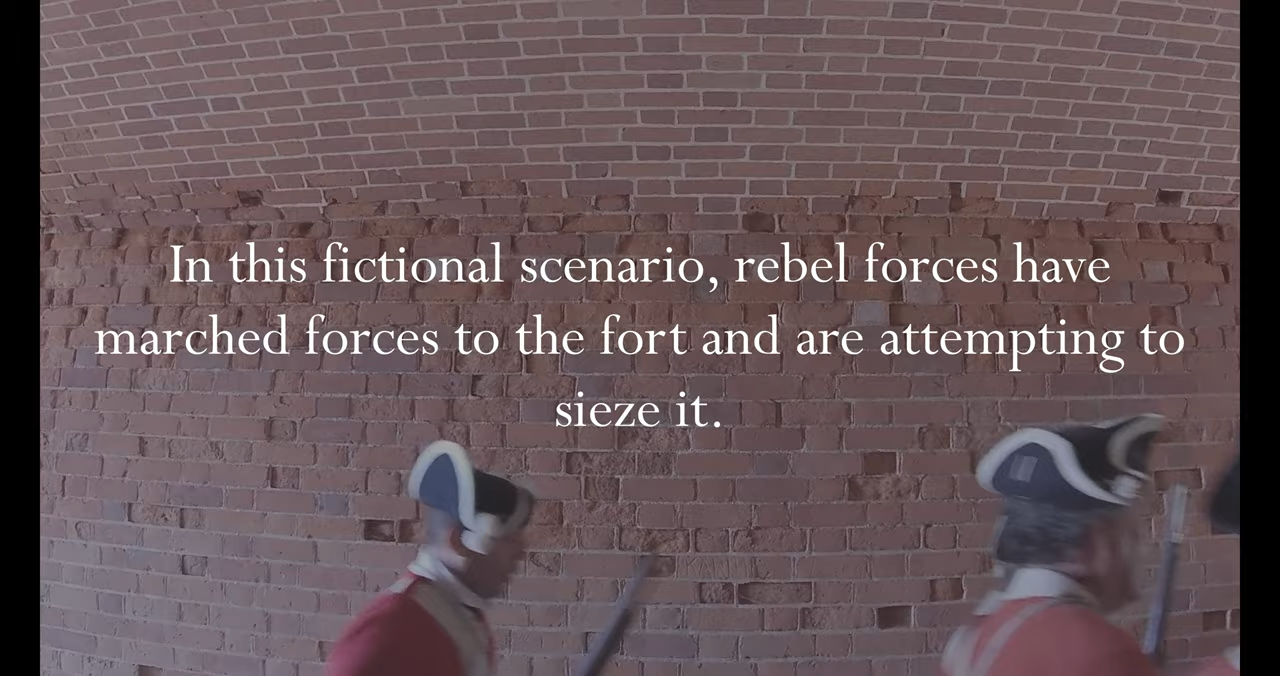 In this fictional scenario, rebel forces have
marched forces to the fort and are attempting to
sieze it.